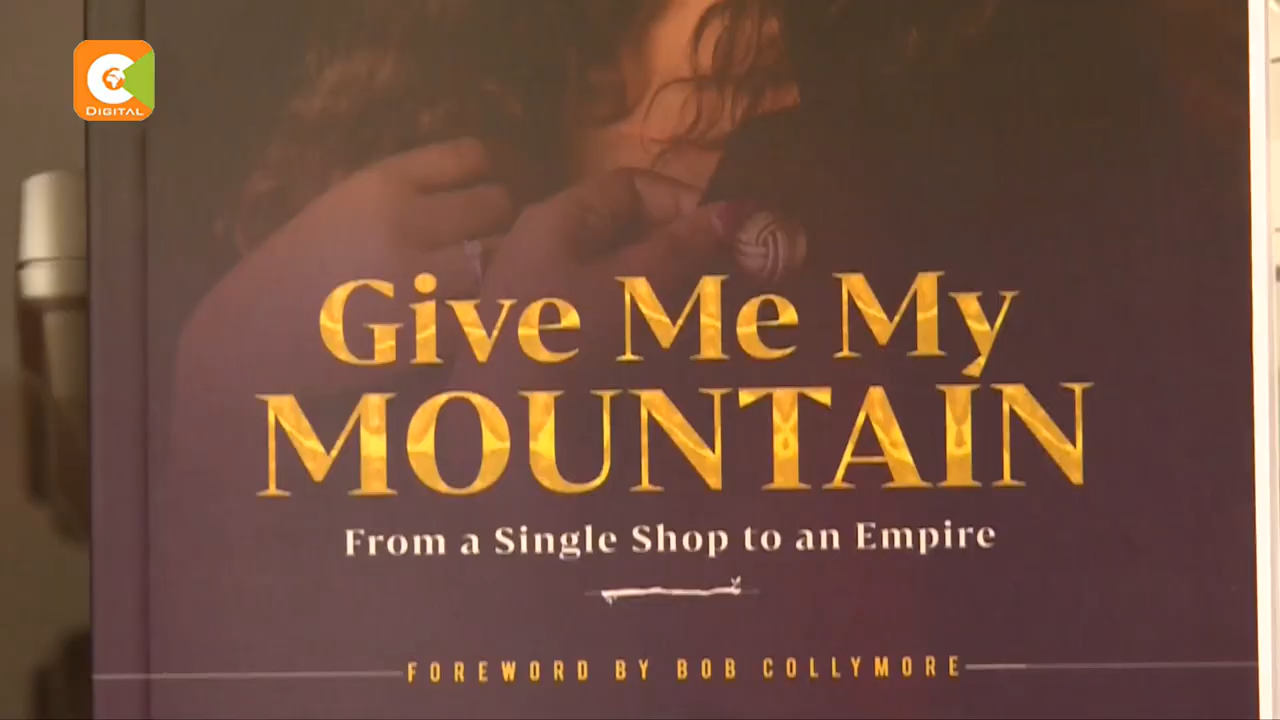 DIGITAL
Give Me My
MOUNTAIN
From a Single Shop to an Empire
FOREWORD BY BOB COLLYMORE